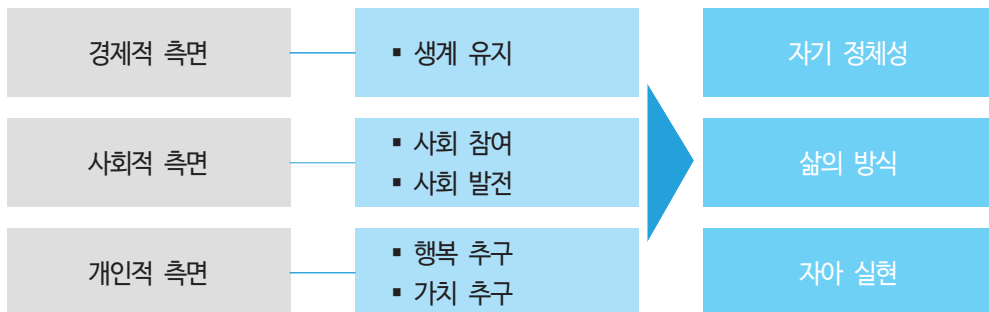 경제적 측면
▪ 생계 유지
자기 정체성
사회적 측면
▪ 사회 참여
▪ 사회 발전
삶의 방식
개인적 측면
▪ 행복 추구
▪ 가치 추구
자아 실현